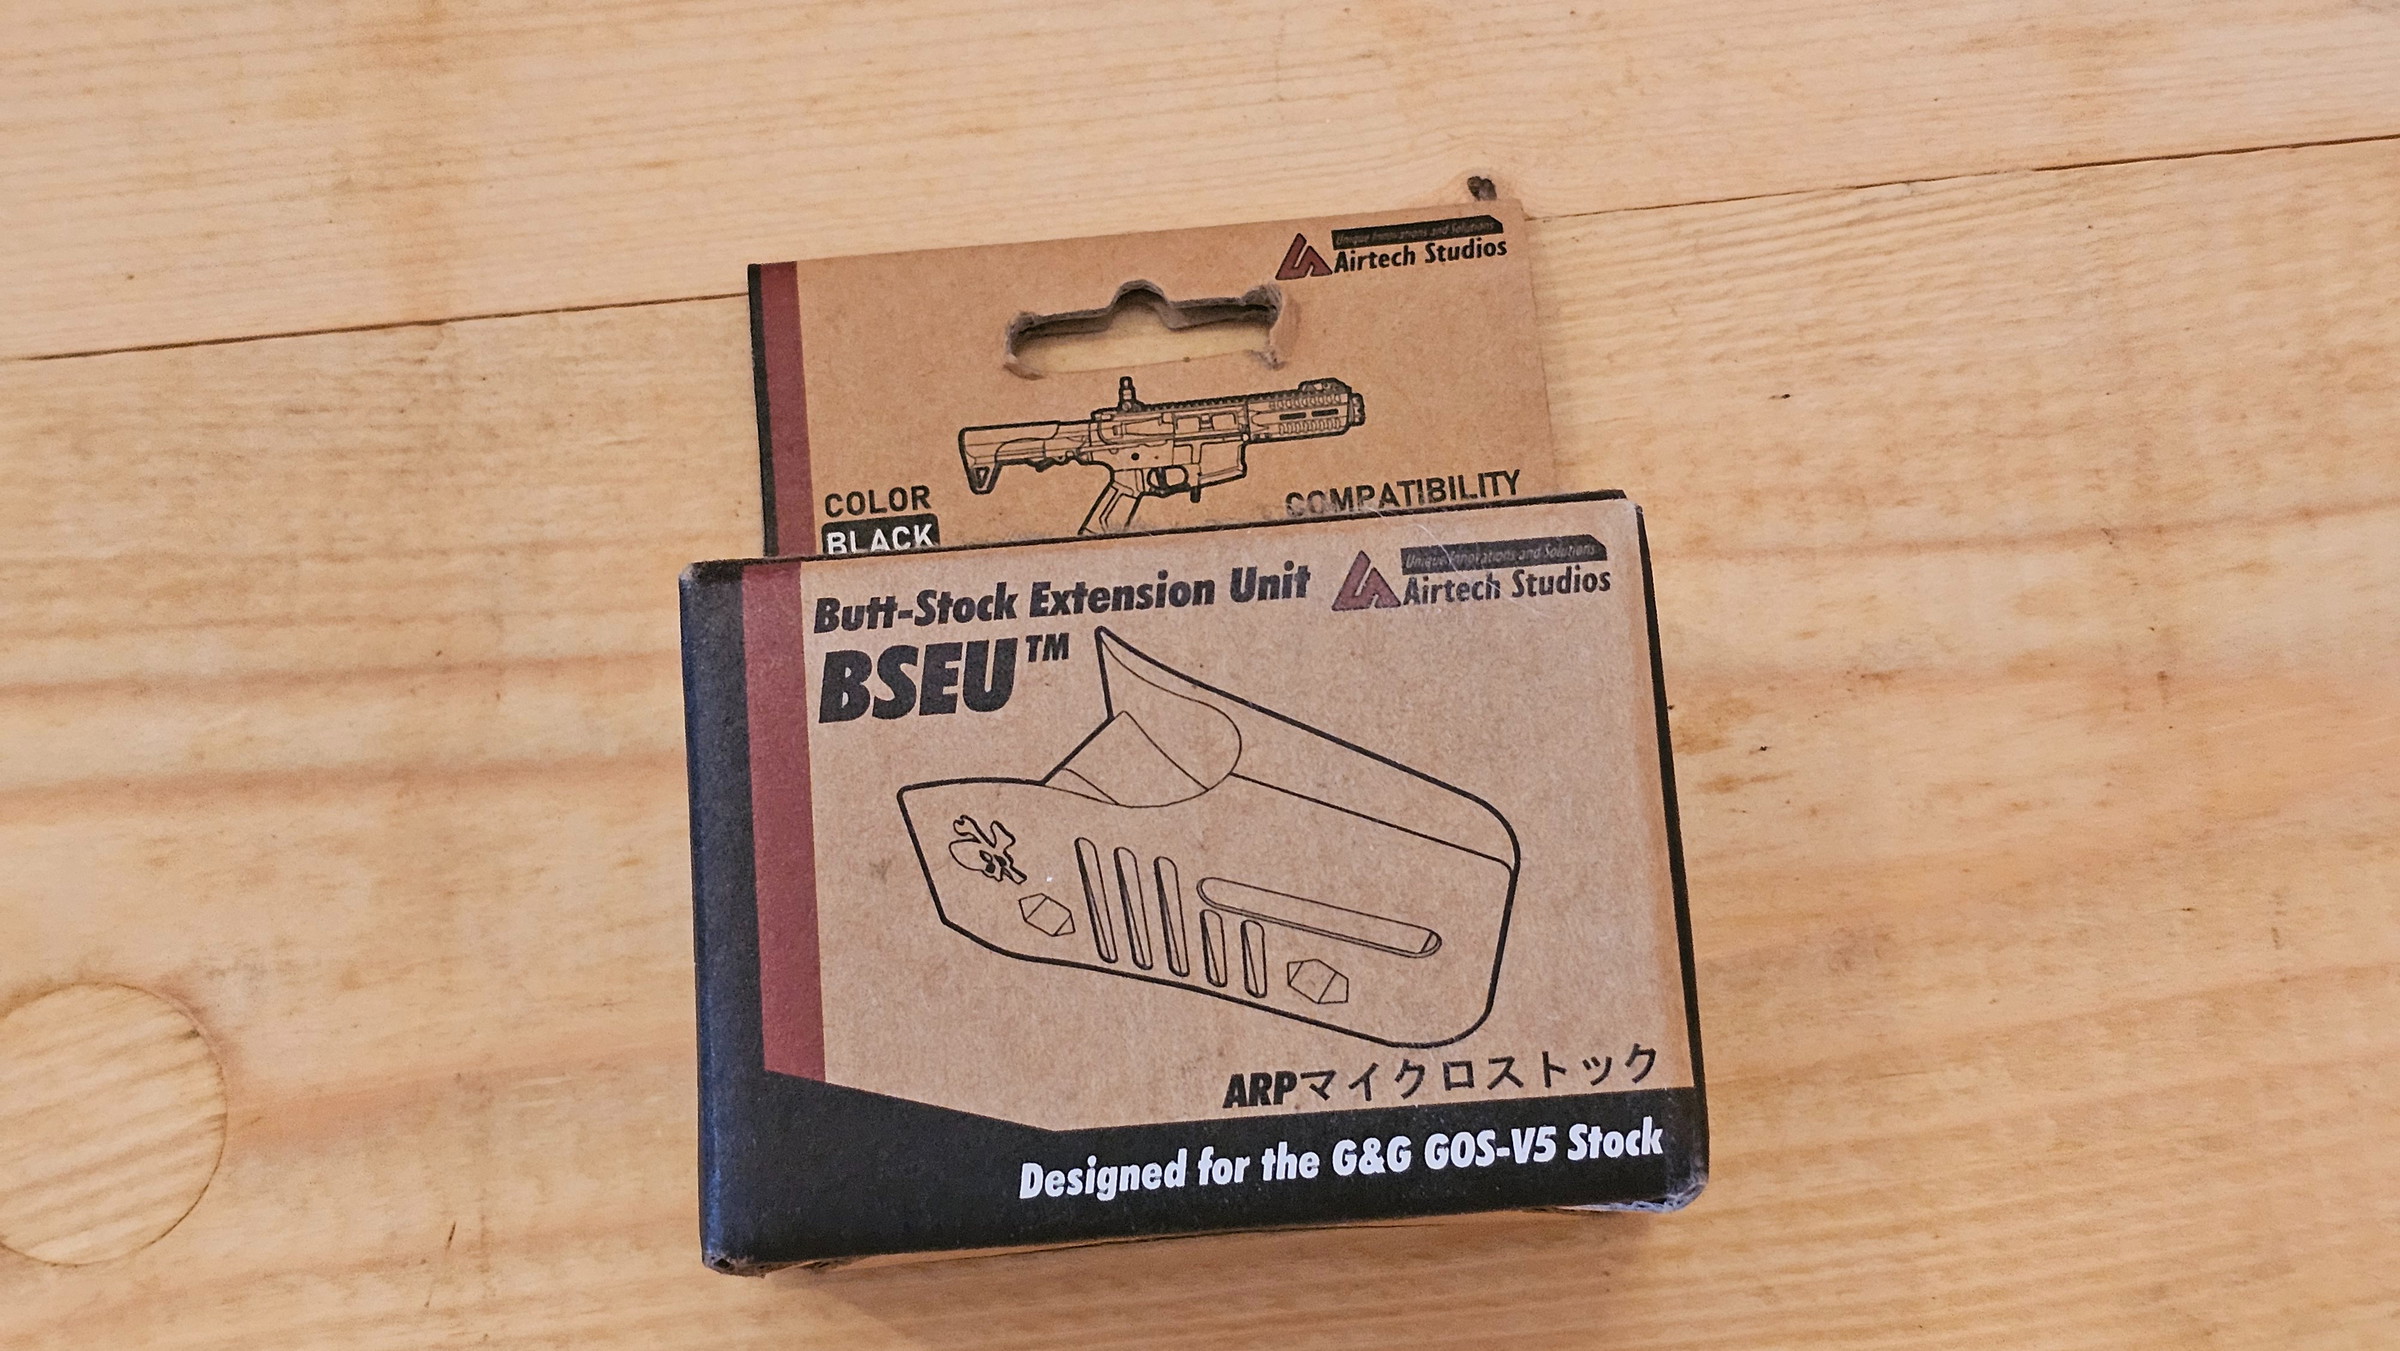 Unique Innovations and Solutions
Airtech Studios
COLOR
BLACK
COMPATIBILITY
Butt-Stock Extension Unit
BSEU™
Unique Innovations and Solutions
Airtech Studios
ARPマイクロストック
Designed for the G&G GOS-V5 Stock